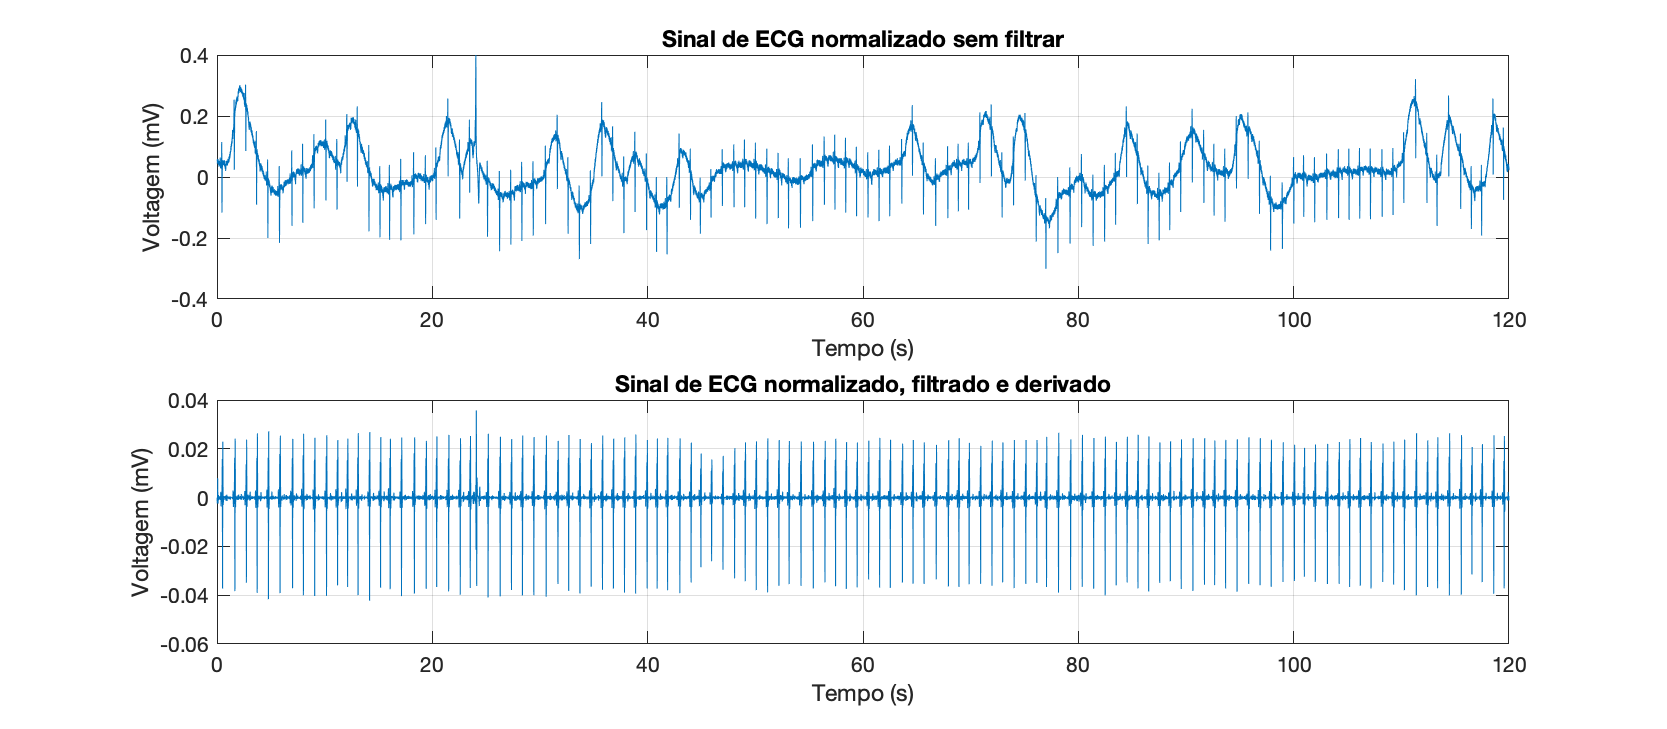 Sinal de ECG normalizado sem filtrar
0.4
0.2
0
-0.2
-0.4
Voltagem (mV)
0 20 40 60 80 100 120
Tempo (s)
Sinal de ECG normalizado, filtrado e derivado
0.04
0.02
0
-0.02
-0.04
-0.06
Voltagem (mV)
0 20 40 60 80 100 120
Tempo (s)